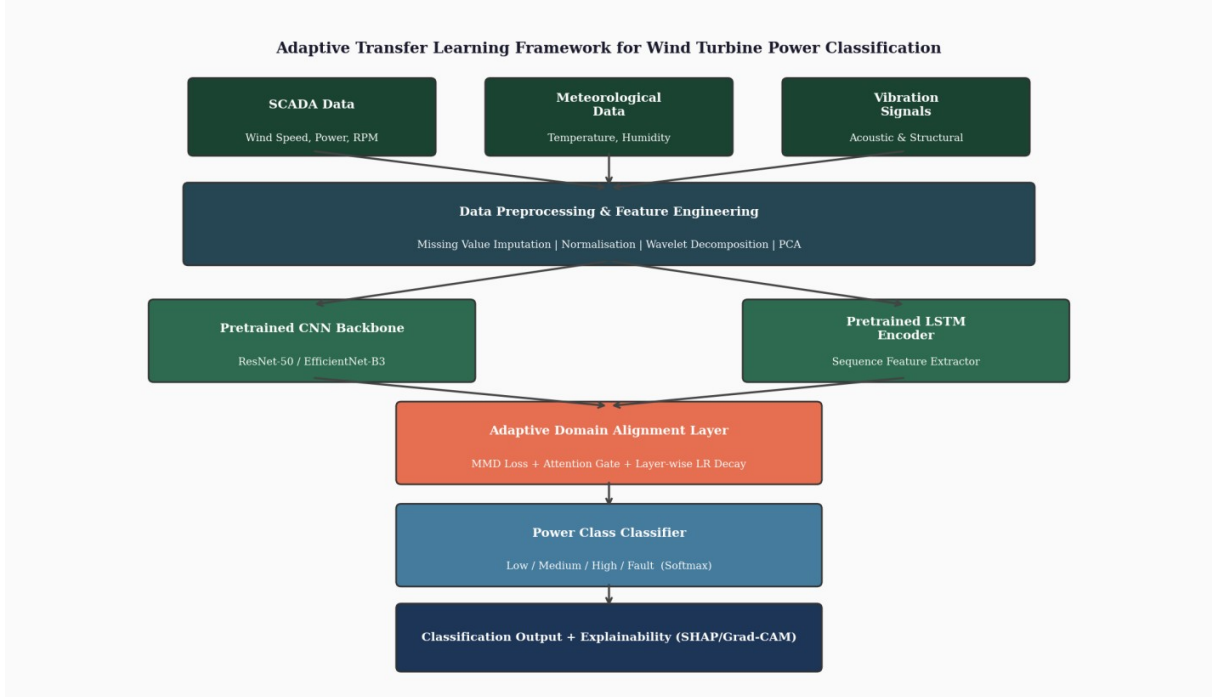 Adaptive Transfer Learning Framework for Wind Turbine Power Classification
SCADA Data
Wind Speed, Power, RPM
Meteorological
Data
Temperature, Humidity
Vibration
Signals
Acoustic & Structural
Data Preprocessing & Feature Engineering
Missing Value Imputation | Normalisation | Wavelet Decomposition | PCA
Pretrained CNN Backbone
ResNet-50 / EfficientNet-B3
Pretrained LSTM
Encoder
Sequence Feature Extractor
Adaptive Domain Alignment Layer
MMD Loss + Attention Gate + Layer-wise LR Decay
Power Class Classifier
Low / Medium / High / Fault (Softmax)
Classification Output + Explainability (SHAP/Grad-CAM)